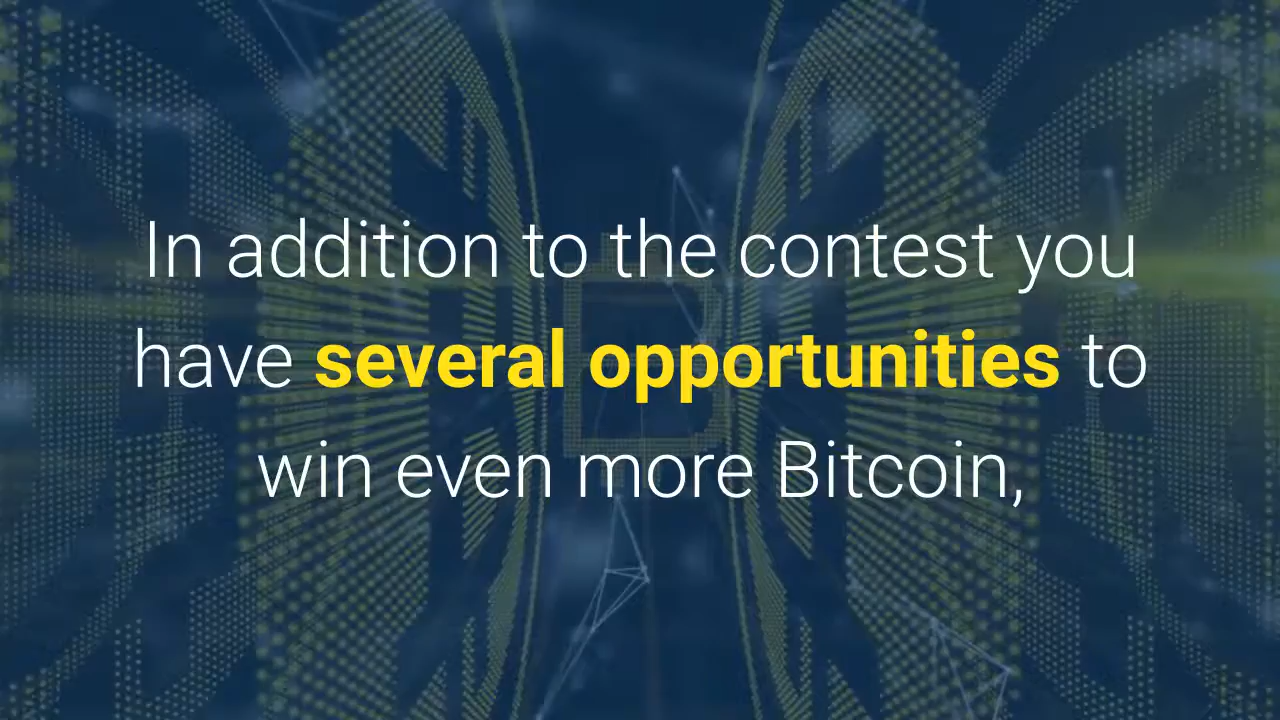 In addition to the contest you
have several opportunities to
win even more Bitcoin,